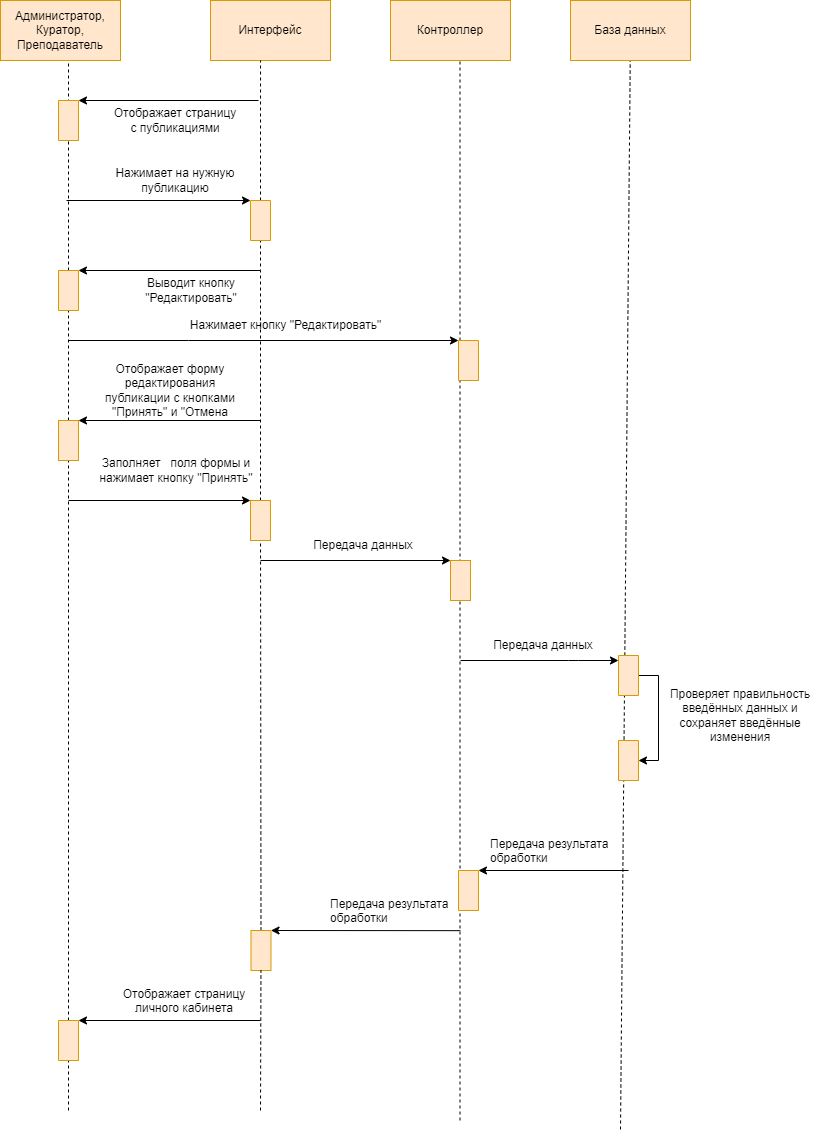 Администратор,
Куратор,
Преподаватель
Интерфейс
Контроллер
База данных
Отображает страницу
с публикациями
Нажимает на нужную
публикацию
Выводит кнопку
"Редактировать"
Нажимает кнопку "Редактировать"
Отображает форму
редактирования
публикации с кнопками
"Принять" и "Отмена
Заполняет поля формы и
нажимает кнопку "Принять"
Передача данных
Передача данных
Проверяет правильность
введённых данных и
сохраняет введённые
изменения
Передача результата
обработки
Передача результата
обработки
Отображает страницу
личного кабинета